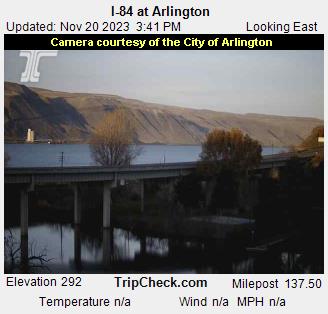 I-84 at Arlington
Updated: Nov 20 2023 3:41 PM Looking East
Camera courtesy of the City of Arlington
Elevation 292 TripCheck.com Milepost 137.50
Temperature n/a Wind n/a MPH n/a